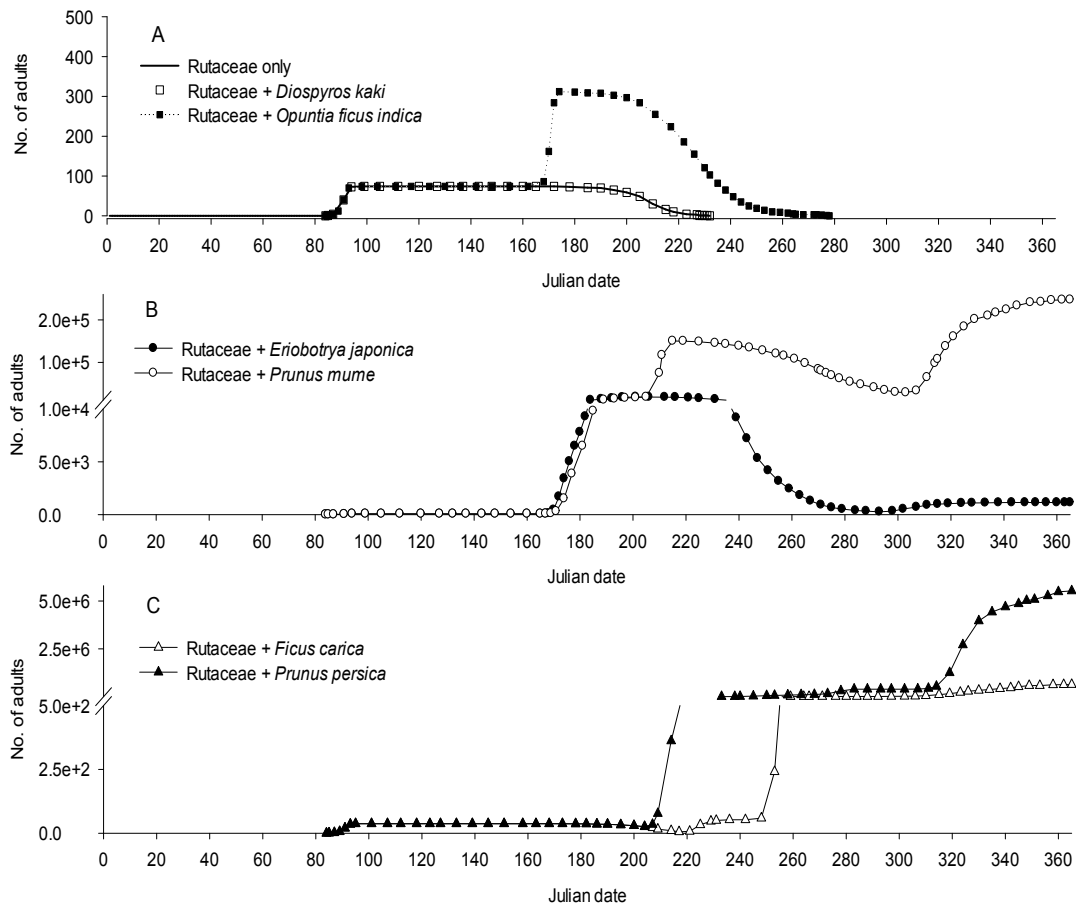 A
No. of adults
500
400
300
200
100
0
Rutaceae only
Rutaceae + Diospyros kaki
Rutaceae + Opuntia ficus indica
0 20 40 60 80 100 120 140 160 180 200 220 240 260 280 300 320 340 360
Julian date
B
No. of adults
2.0e+5
1.0e+5
1.0e+4
5.0e+3
0.0
Rutaceae + Eriobotrya japonica
Rutaceae + Prunus mume
0 20 40 60 80 100 120 140 160 180 200 220 240 260 280 300 320 340 360
Julian date
C
No. of adults
5.0e+6
2.5e+6
5.0e+2
2.5e+2
0.0
Rutaceae + Ficus carica
Rutaceae + Prunus persica
0 20 40 60 80 100 120 140 160 180 200 220 240 260 280 300 320 340 360
Julian date